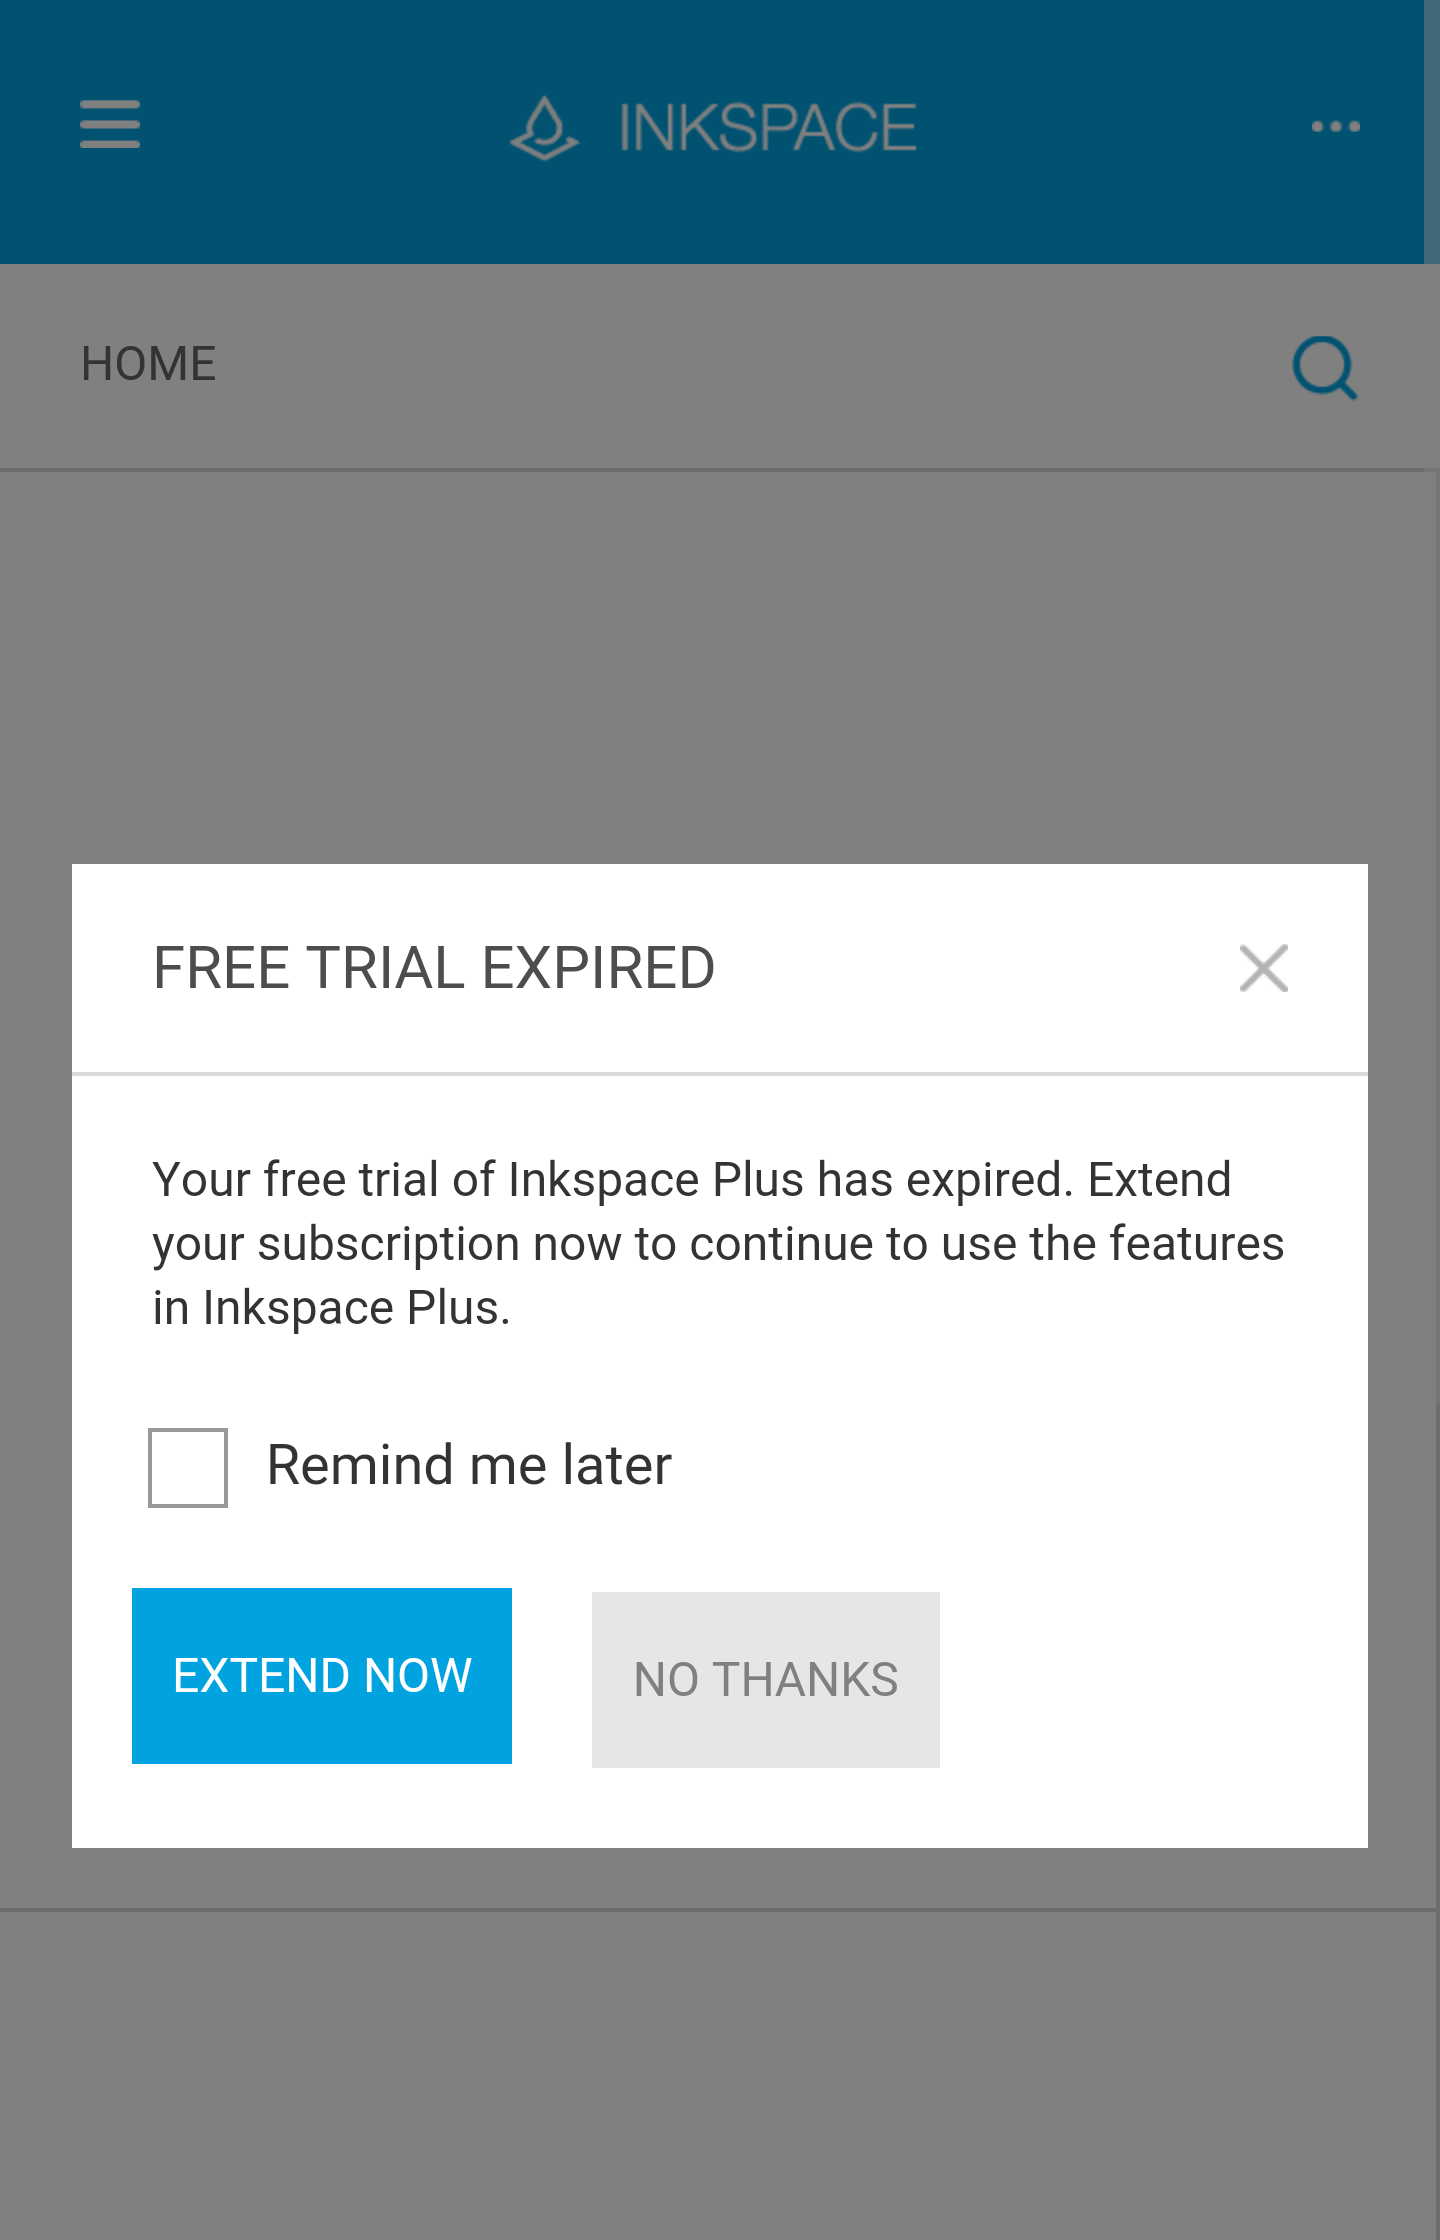 INKSPACE
HOME
FREE TRIAL EXPIRED
Your free trial of Inkspace Plus has expired. Extend
your subscription now to continue to use the features
in Inkspace Plus.
Remind me later
EXTEND NOW
NO THANKS